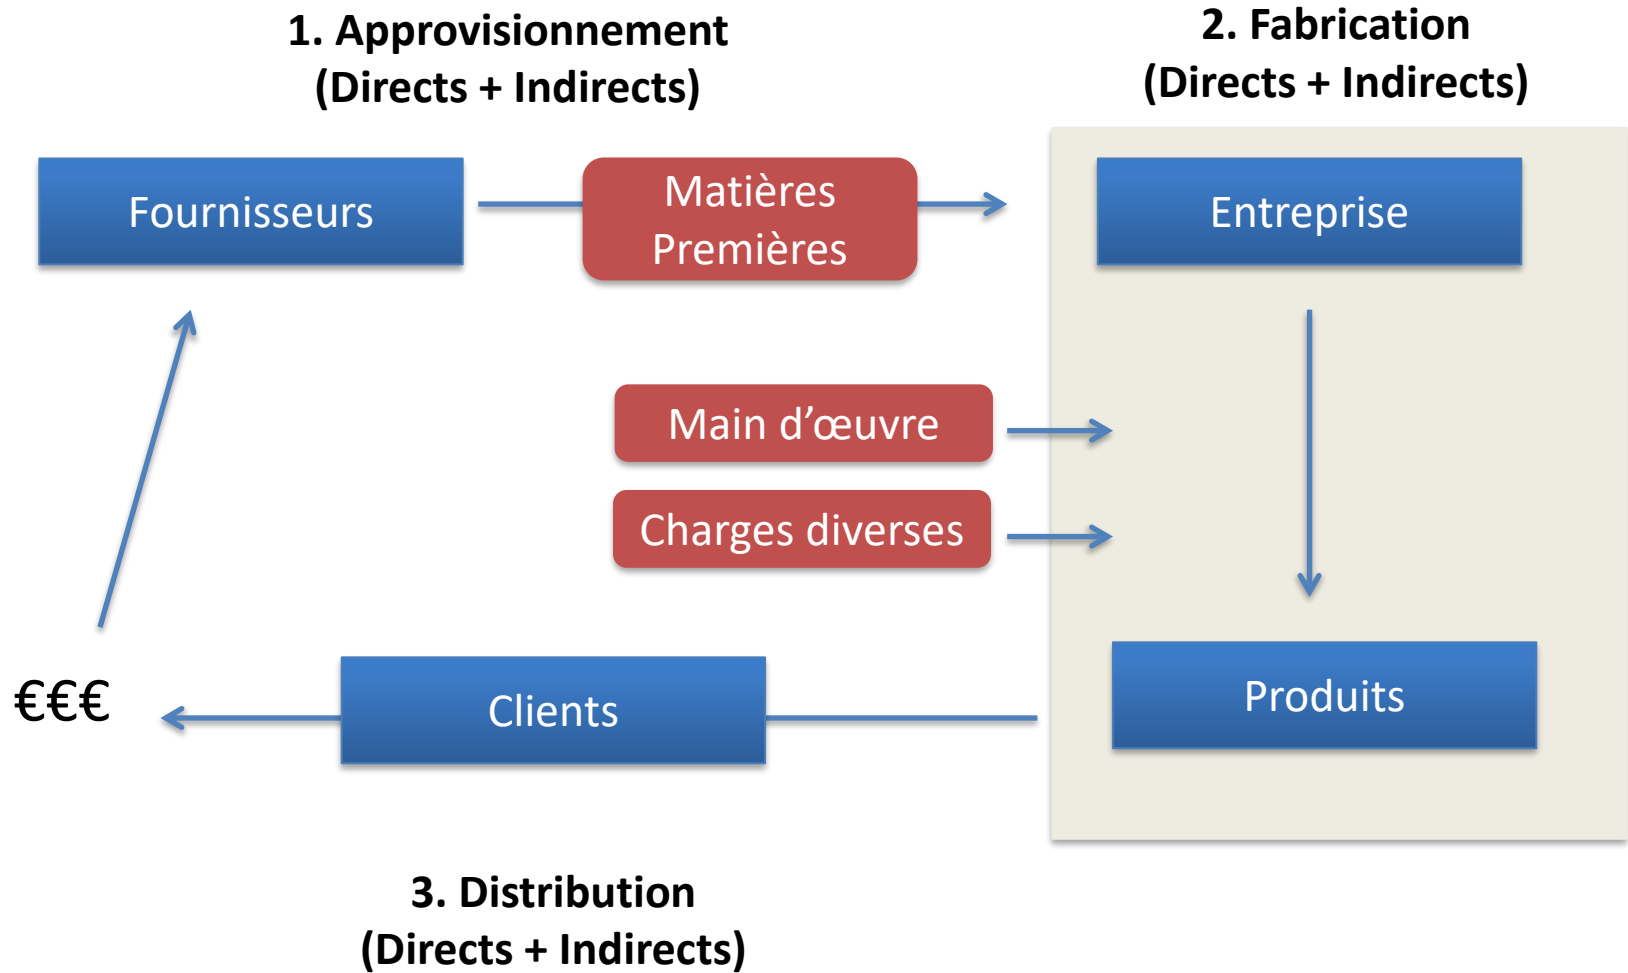 1. Approvisionnement
(Directs + Indirects)
2. Fabrication
(Directs + Indirects)
Fournisseurs
Matières
Premières
Entreprise
Main d’œuvre
Charges diverses
€€€
Clients
Produits
3. Distribution
(Directs + Indirects)